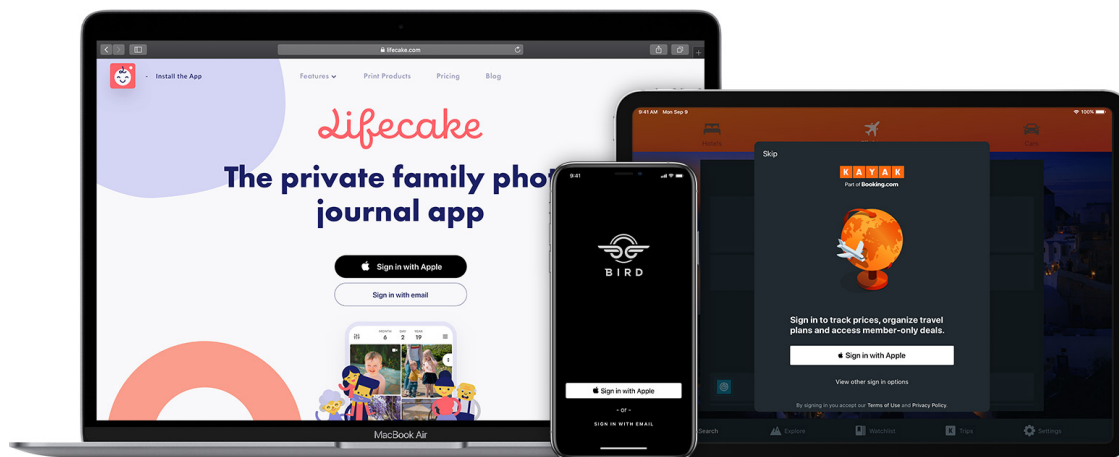 lifecake.com
Install the App
Features
Print Products
Pricing
Blog
Lifecake
The private family phot
journal app
Sign in with Apple
Sign in with email
MONTH DAY YEAR
6 2 19
MacBook Air
9:41
BIRD
Sign in with Apple
- or -
SIGN IN WITH EMAIL
9:41 AM Mon Sep 9
100%
Hotels
Cars
Skip
KAYAK
Part of Booking.com
Sign in to track prices, organize travel
plans and access member-only deals.
Sign in with Apple
View other sign in options
By signing in you accept our Terms of Use and Privacy Policy.
Search
Explore
Watchlist
Trips
Settings